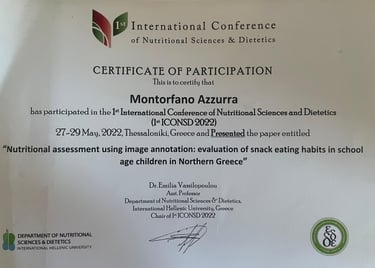 1st International Conference
of Nutritional Sciences & Dietetics
CERTIFICATE OF PARTICIPATION
This is to certify that
Montorfano Azzurra
has participated in the 1st International Conference of Nutritional Sciences and Dietetics
(1st ICONSD 2022)
27-29 May, 2022, Thessaloniki, Greece and Presented the paper entitled
“Nutritional assessment using image annotation: evaluation of snack eating habits in school
age children in Northern Greece”
Dr. Emilia Vassilopoulou
Asst. Professor
Department of Nutritional Sciences & Dietetics,
International Hellenic University, Greece
Chair of 1st ICONSD 2022
DEPARTMENT OF NUTRITIONAL
SCIENCES & DIETETICS
INTERNATIONAL HELLENIC UNIVERSITY